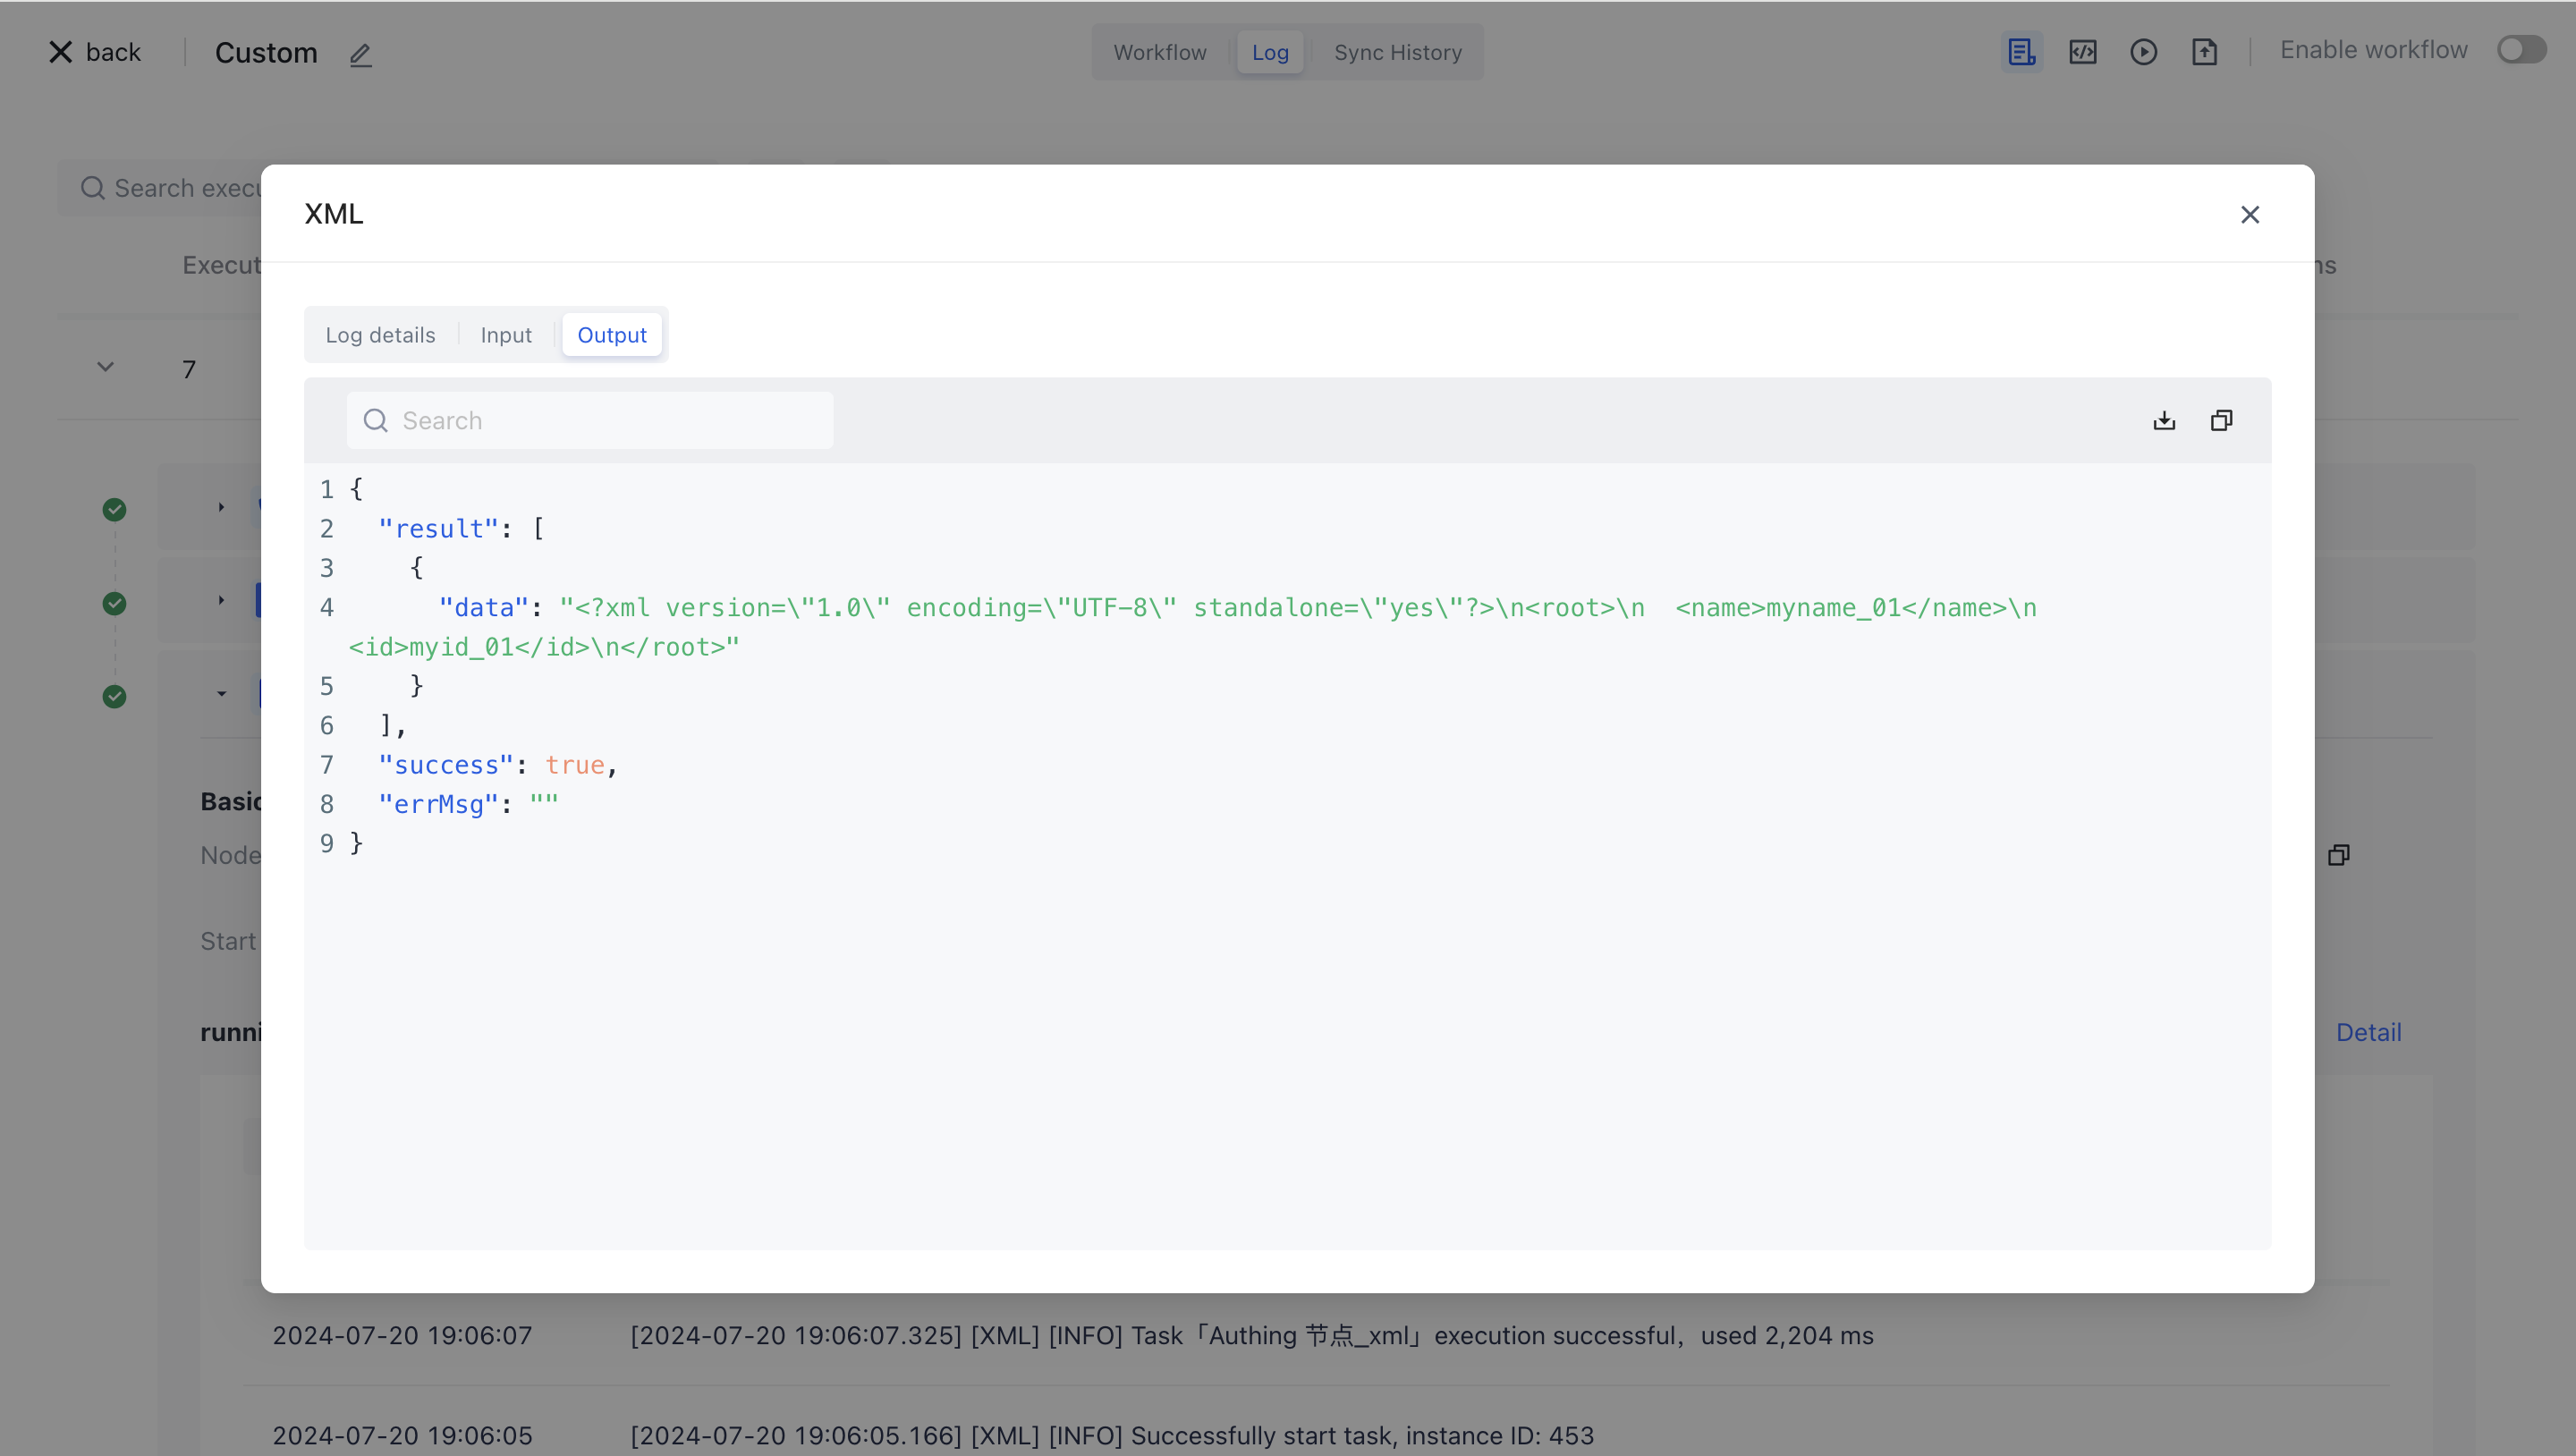 back
Custom
Workflow
Log
Sync History
Enable workflow
Search execu
Execut
ns
7
XML
Log details
Input
Output
Search
1 {
2 "result": [
3 {
4 "data": "<?xml version=\"1.0\" encoding=\"UTF-8\" standalone=\"yes\"?>\n<root>\n  <name>myname_01</name>\n
<id>myid_01</id>\n</root>"
5 }
6 ],
7 "success": true,
8 "errMsg": ""
9 }
Basic
Node
Start
runni
Detail
2024-07-20 19:06:07 [2024-07-20 19:06:07.325] [XML] [INFO] Task「Authing 节点_xml」execution successful，used 2,204 ms
2024-07-20 19:06:05 [2024-07-20 19:06:05.166] [XML] [INFO] Successfully start task, instance ID: 453